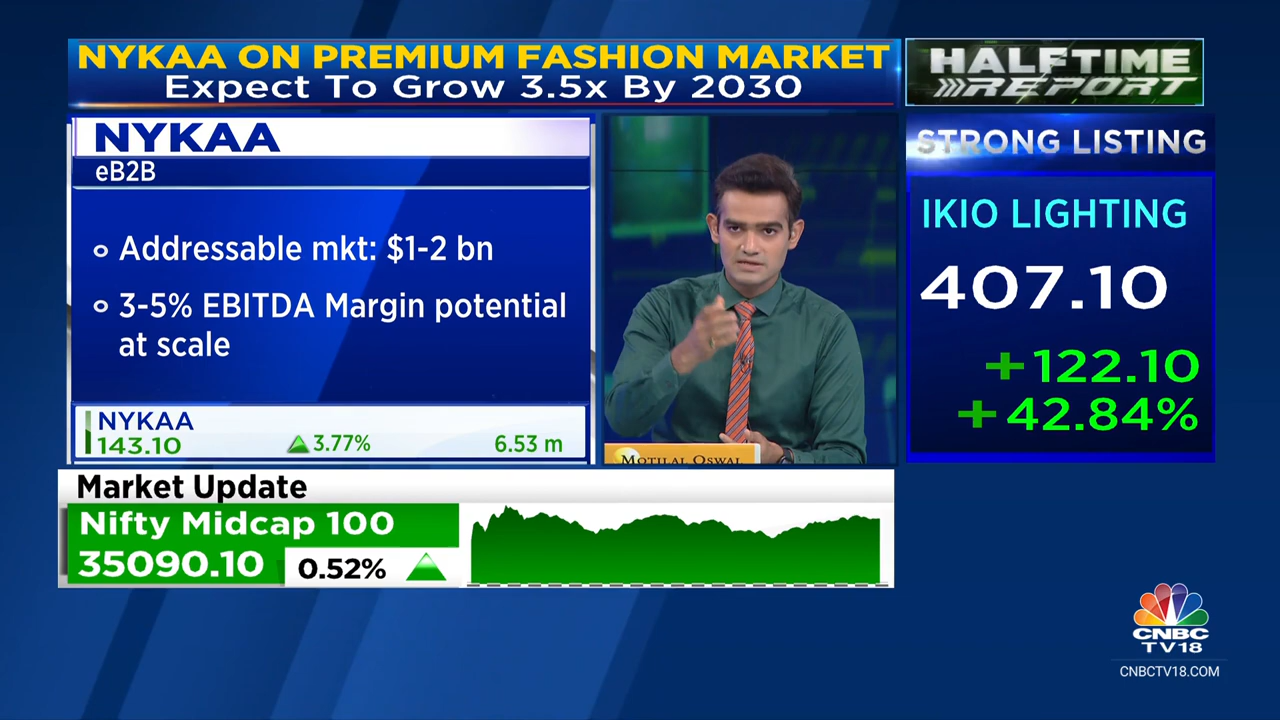 NYKAA ON PREMIUM FASHION MARKET
Expect To Grow 3.5x By 2030
HALFTIME
REPORT
NYKAA
eB2B
Addressable mkt: $1-2 bn
3-5% EBITDA Margin potential
at scale
NYKAA
143.10 3.77% 6.53 m
MOTILAL OSWAL
STRONG LISTING
IKIO LIGHTING
407.10
+122.10
+42.84%
Market Update
Nifty Midcap 100
35090.10 0.52%
CNBC
TV18
CNBCTV18.COM